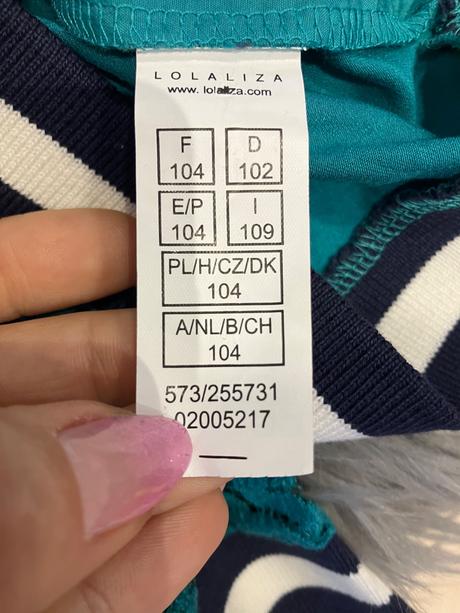 LOLALIZA
www.lolaliza.com
F D
104 102
E/P I
104 109
PL/H/CZ/DK
104
A/NL/B/CH
104
573/255731
02005217